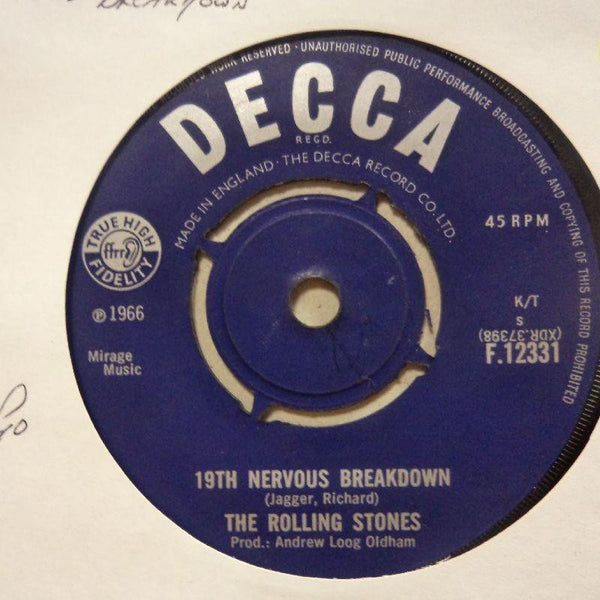 BREAKDOWN
RESERVED · UNAUTHORISED PUBLIC PERFORMANCE BROADCASTING AND COPYING OF THIS RECORD PROHIBITED
DECCA
REGD.
MADE IN ENGLAND · THE DECCA RECORD CO. LTD.
TRUE HIGH
ffrr
FIDELITY
45 RPM
℗ 1966
K/T
S
(XDR.37398)
F.12331
Mirage
Music
19TH NERVOUS BREAKDOWN
(Jagger, Richard)
THE ROLLING STONES
Prod.: Andrew Loog Oldham